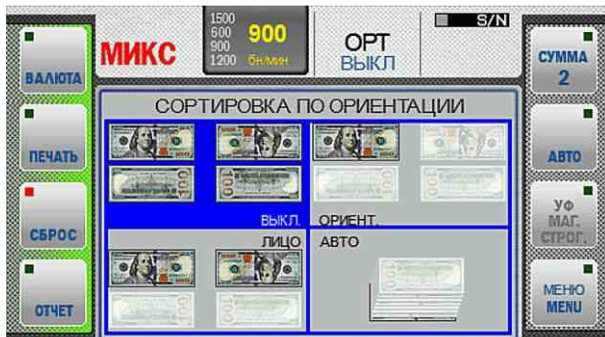 ВАЛЮТА
МИКС
1500
600
900
1200
900
бн/мин
ОРТ
ВЫКЛ
S/N
СУММА
2
СОРТИРОВКА ПО ОРИЕНТАЦИИ
ПЕЧАТЬ
АВТО
ВЫКЛ.
ОРИЕНТ.
СБРОС
УФ
МАГ.
СТРОГ.
ЛИЦО
АВТО
ОТЧЕТ
МЕНЮ
MENU